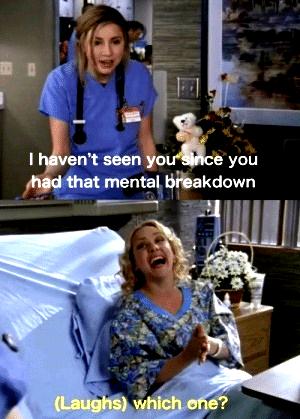 I haven't seen you since you
had that mental breakdown
(Laughs) which one?